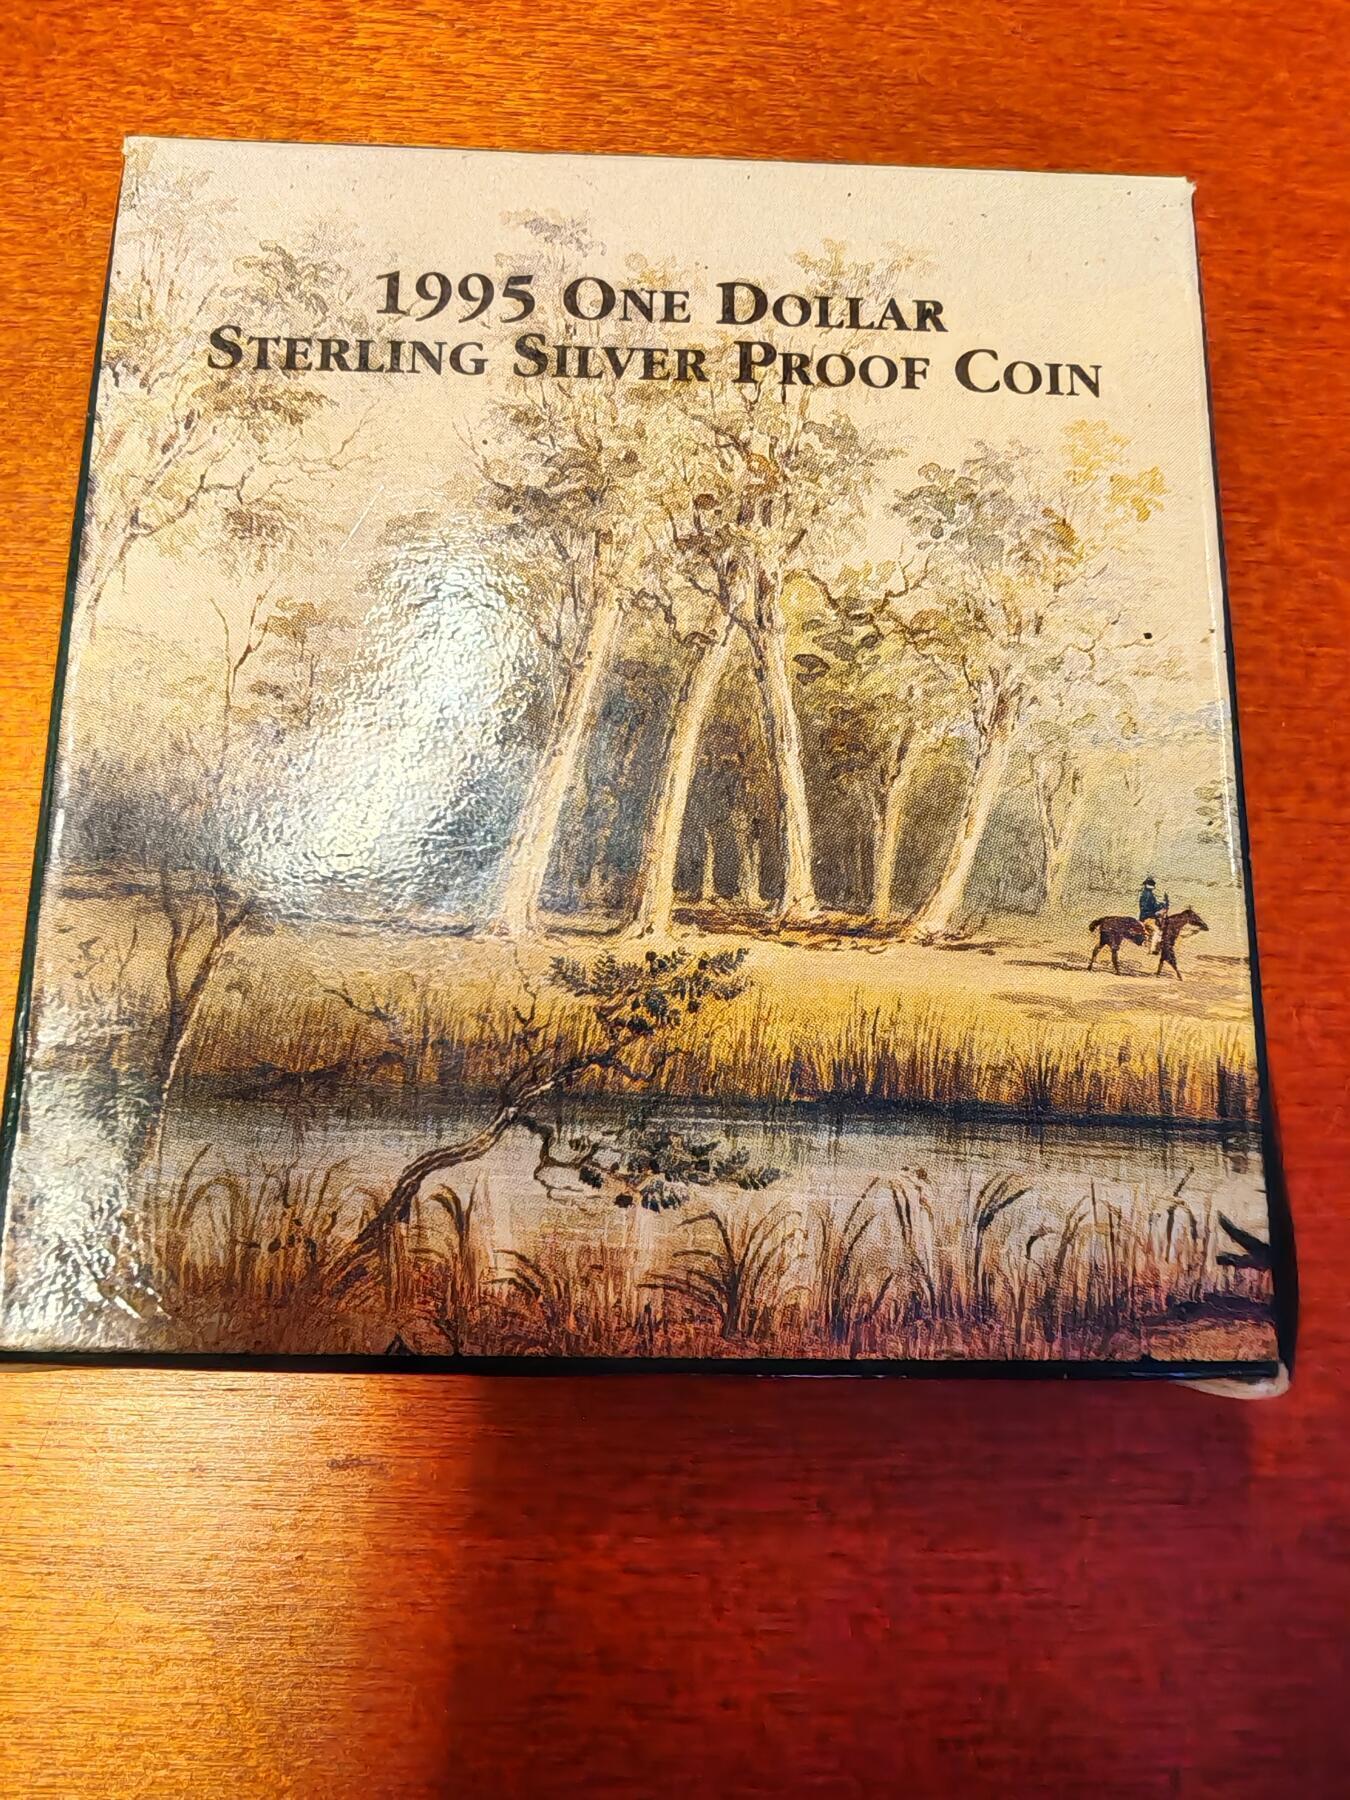 1995 One Dollar
Sterling Silver Proof Coin